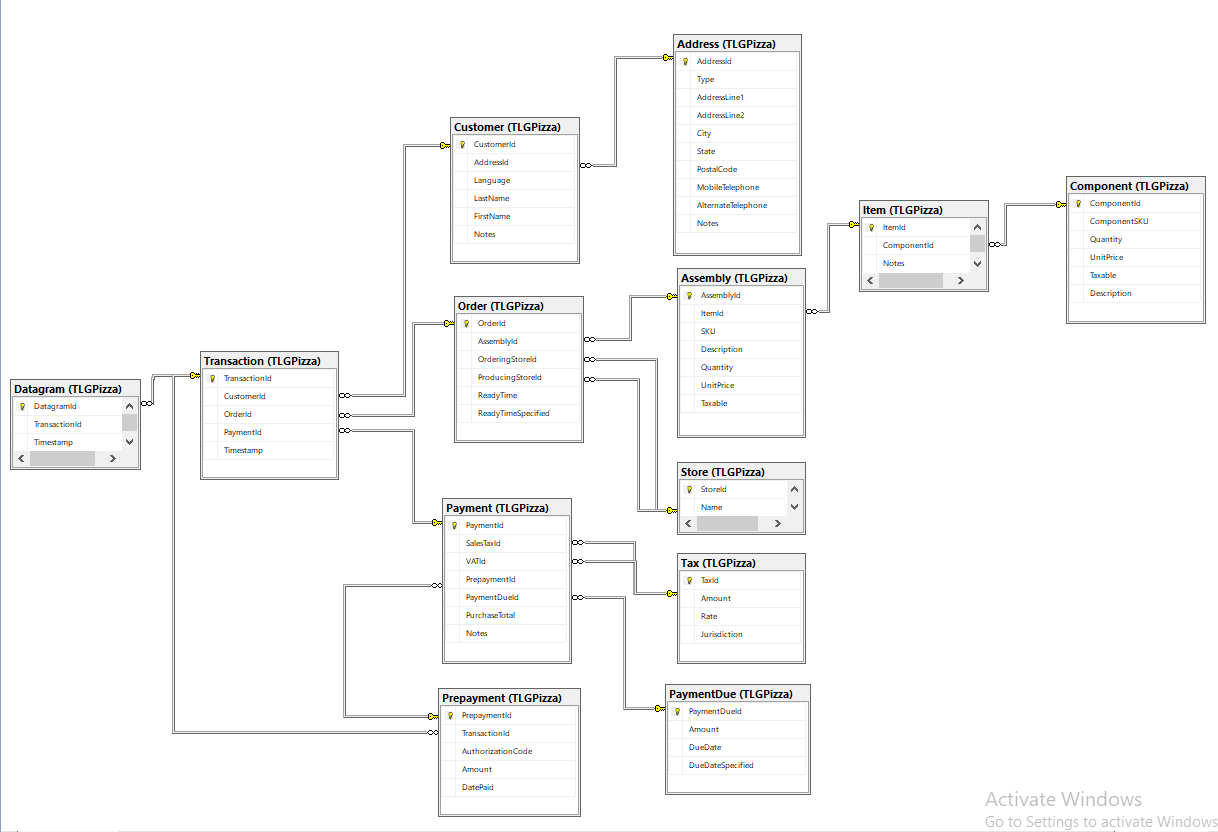 Address (TLGPizza)
AddressId
Type
AddressLine1
AddressLine2
City
State
PostalCode
MobileTelephone
AlternateTelephone
Notes
Customer (TLGPizza)
CustomerId
AddressId
Language
LastName
FirstName
Notes
Component (TLGPizza)
ComponentId
ComponentSKU
Quantity
UnitPrice
Taxable
Description
Item (TLGPizza)
ItemId
ComponentId
Notes
Assembly (TLGPizza)
AssemblyId
ItemId
SKU
Description
Quantity
UnitPrice
Taxable
Order (TLGPizza)
OrderId
AssemblyId
OrderingStoreId
ProducingStoreId
ReadyTime
ReadyTimeSpecified
Transaction (TLGPizza)
TransactionId
CustomerId
OrderId
PaymentId
Timestamp
Datagram (TLGPizza)
DatagramId
TransactionId
Timestamp
Store (TLGPizza)
StoreId
Name
Payment (TLGPizza)
PaymentId
SalesTaxId
VATId
PrepaymentId
PaymentDueId
PurchaseTotal
Notes
Tax (TLGPizza)
TaxId
Amount
Rate
Jurisdiction
Prepayment (TLGPizza)
PrepaymentId
TransactionId
AuthorizationCode
Amount
DatePaid
PaymentDue (TLGPizza)
PaymentDueId
Amount
DueDate
DueDateSpecified
Activate Windows
Go to Settings to activate Windows